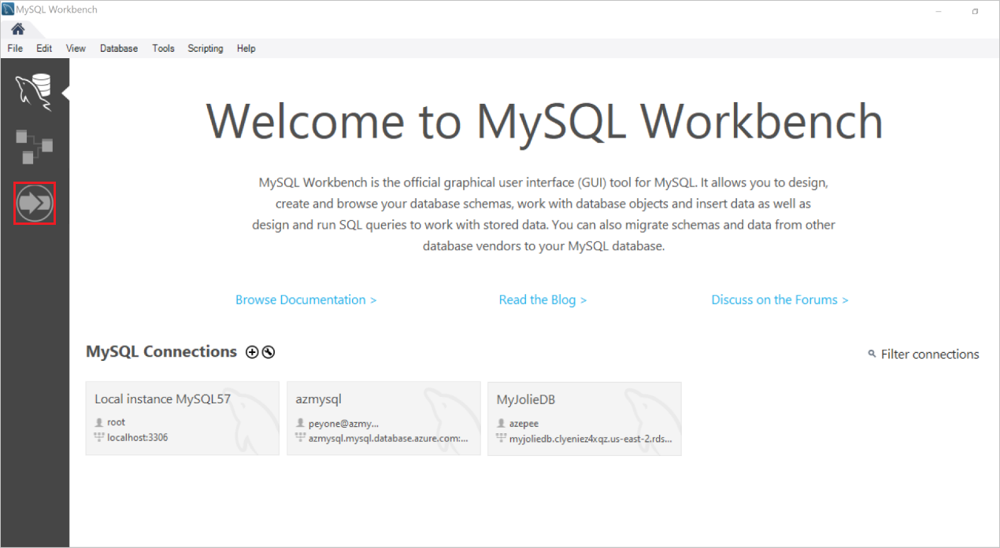 MySQL Workbench
File Edit View Database Tools Scripting Help
Welcome to MySQL Workbench
MySQL Workbench is the official graphical user interface (GUI) tool for MySQL. It allows you to design,
create and browse your database schemas, work with database objects and insert data as well as
design and run SQL queries to work with stored data. You can also migrate schemas and data from other
database vendors to your MySQL database.
Browse Documentation > Read the Blog > Discuss on the Forums >
MySQL Connections
Filter connections
Local instance MySQL57
root
localhost:3306
azmysql
peyone@azmy...
azmysql.mysql.database.azure.com:...
MyJolieDB
azepee
myjoliedb.clyeniez4xqz.us-east-2.rds...